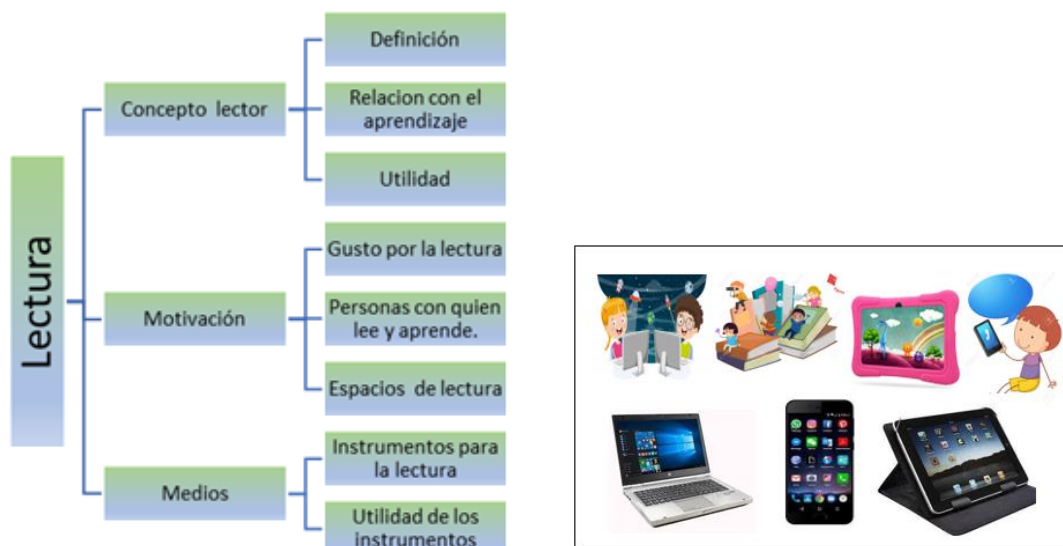 Lectura
Concepto lector
Definición
Relacion con el
aprendizaje
Utilidad
Motivación
Gusto por la lectura
Personas con quien
lee y aprende.
Espacios de lectura
Medios
Instrumentos para
la lectura
Utilidad de los
instrumentos